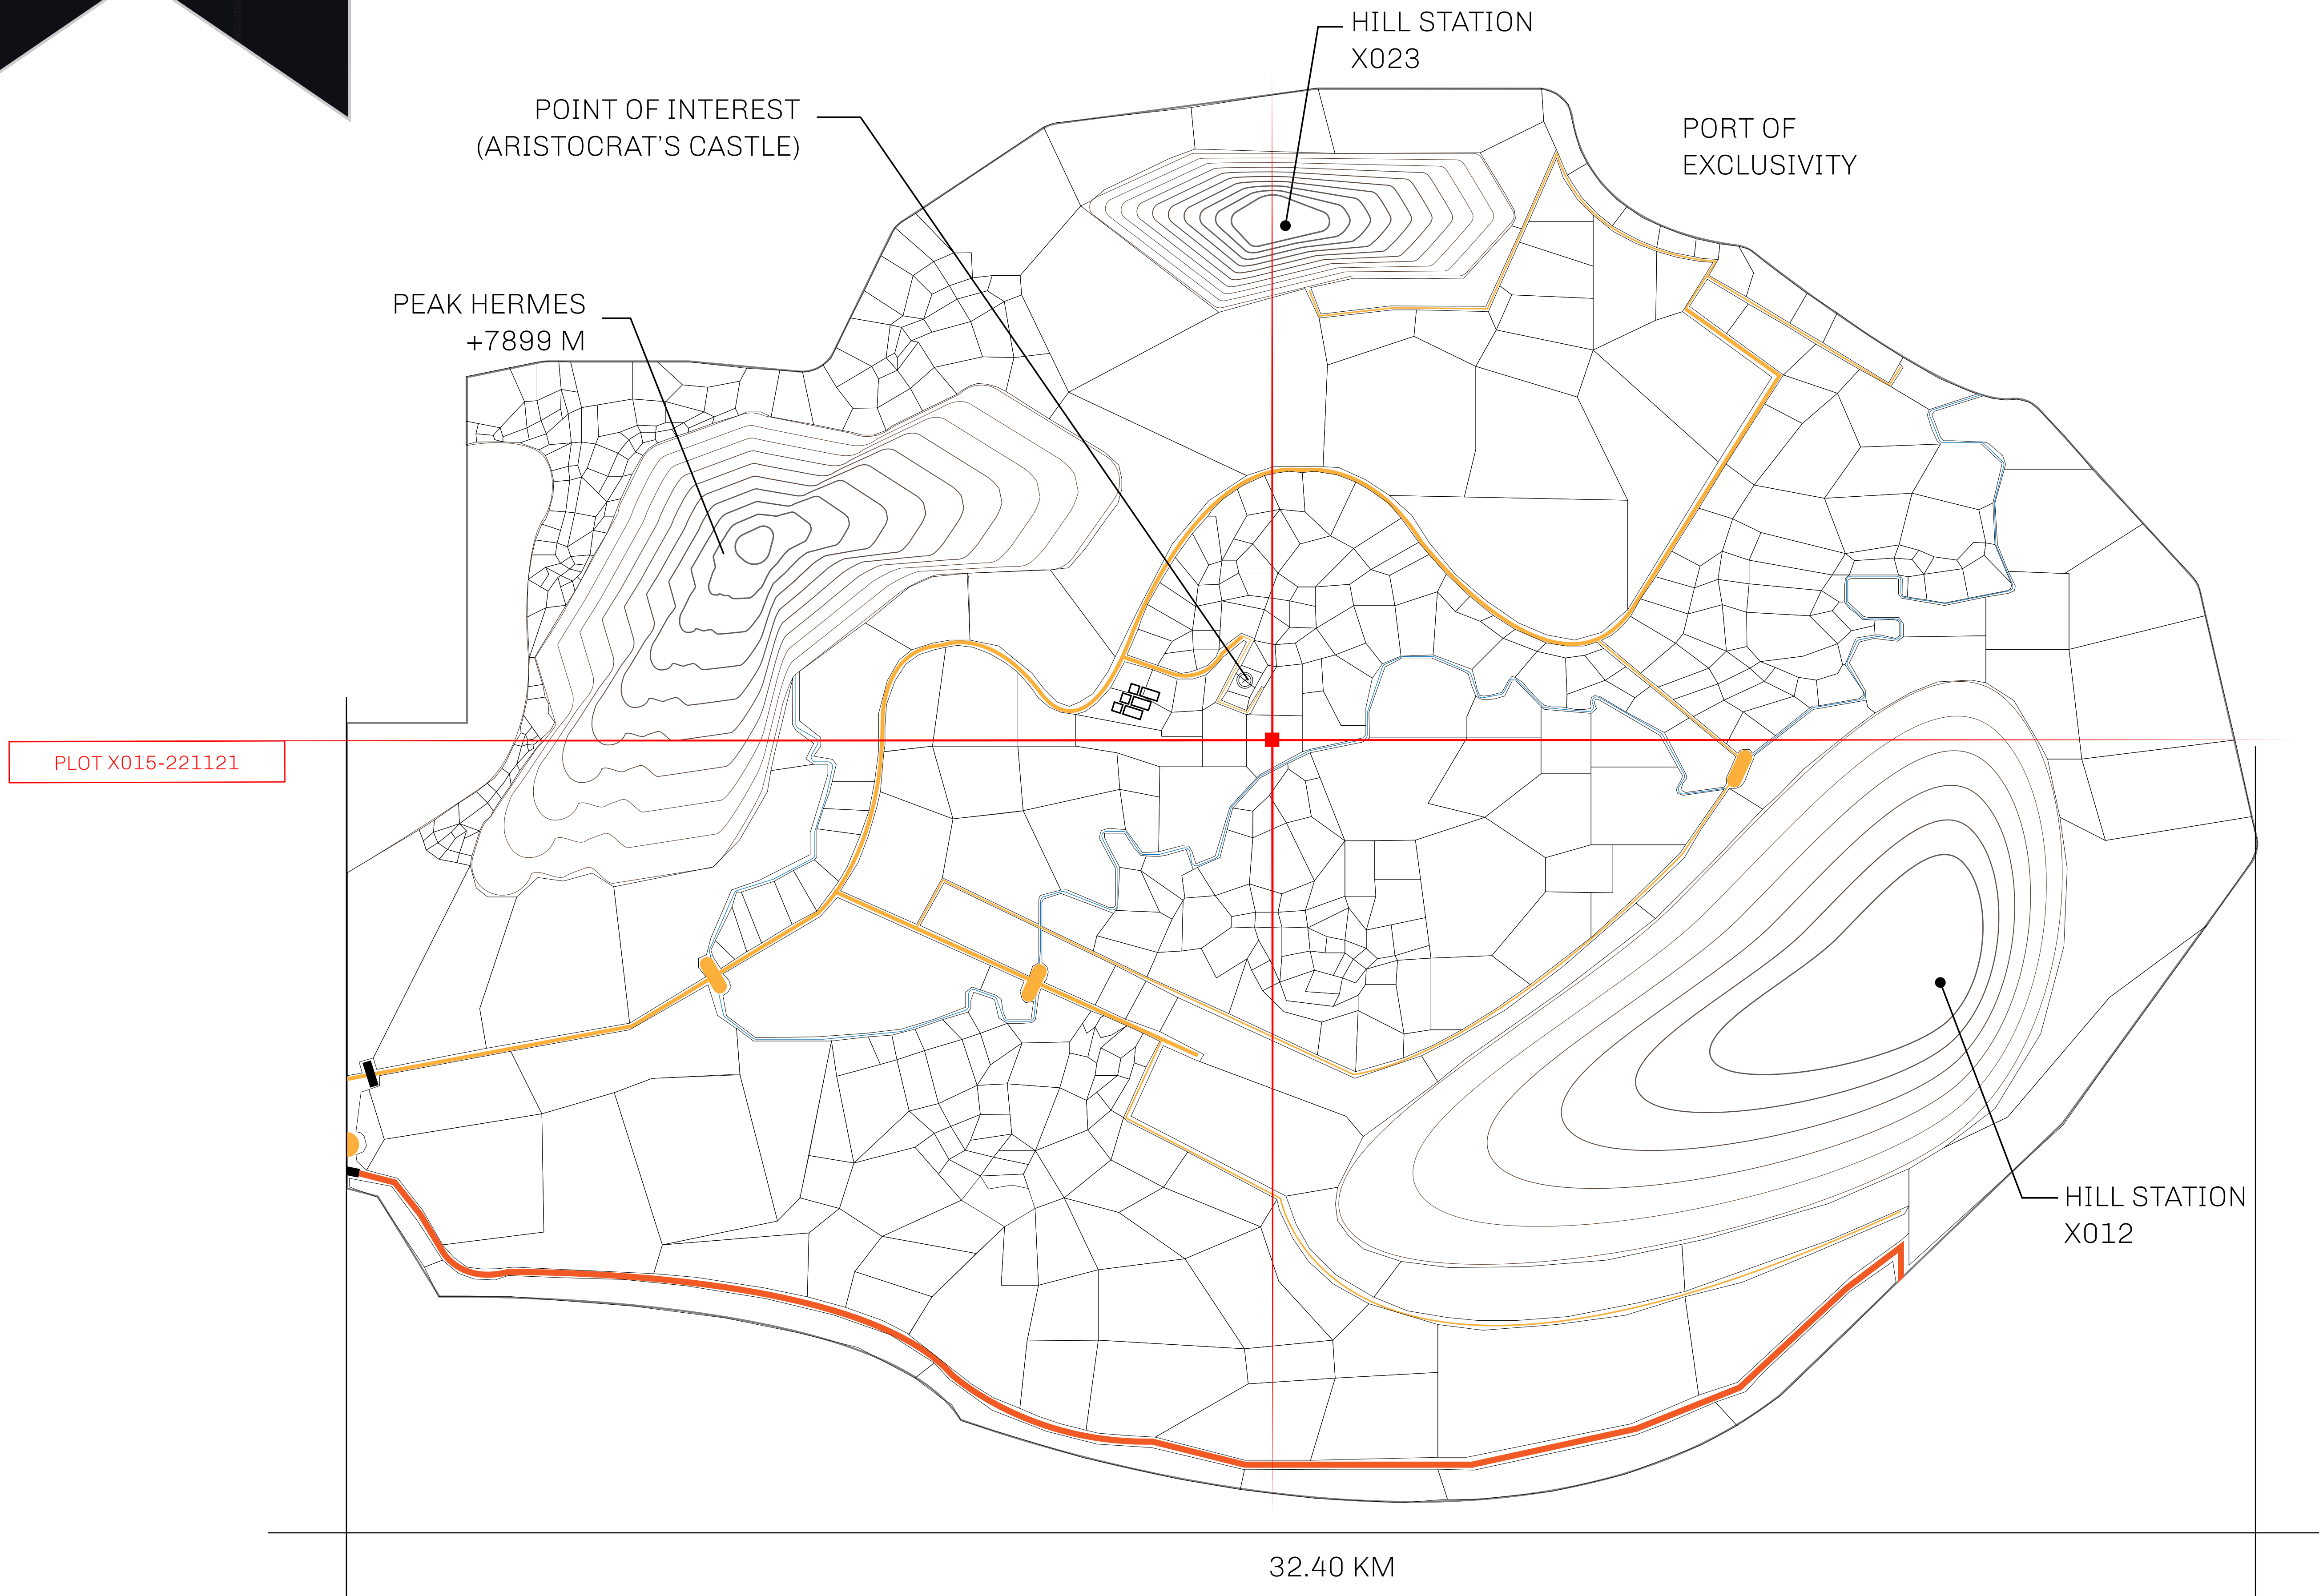 HILL STATION
X023
POINT OF INTEREST
(ARISTOCRAT'S CASTLE)
PORT OF
EXCLUSIVITY
PEAK HERMES
+7899 M
PLOT X015-221121
HILL STATION
X012
32.40 KM